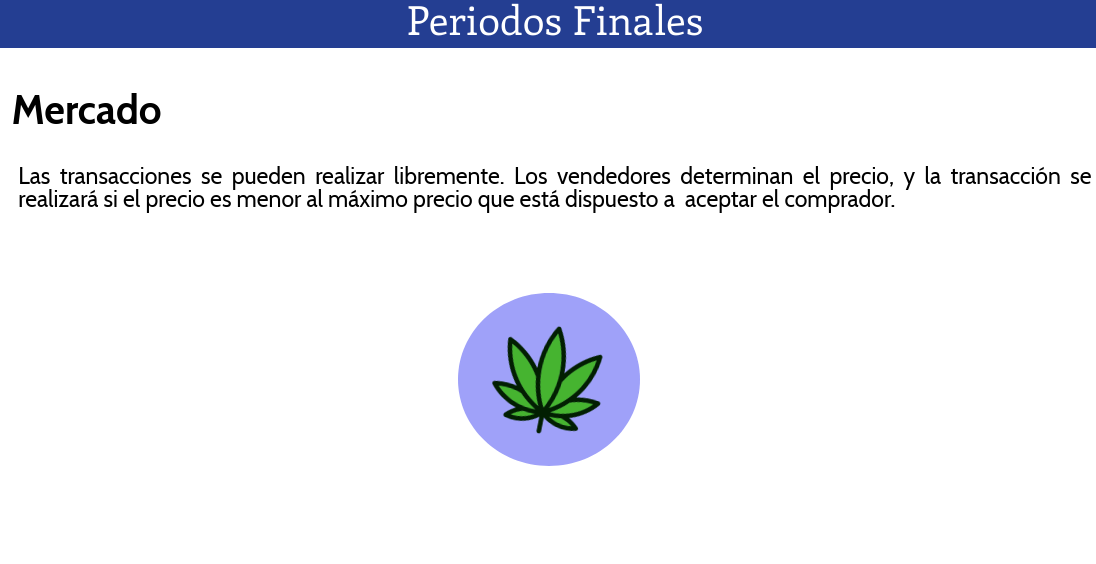 Periodos Finales
Mercado
Las transacciones se pueden realizar libremente. Los vendedores determinan el precio, y la transacción se
realizará si el precio es menor al máximo precio que está dispuesto a aceptar el comprador.